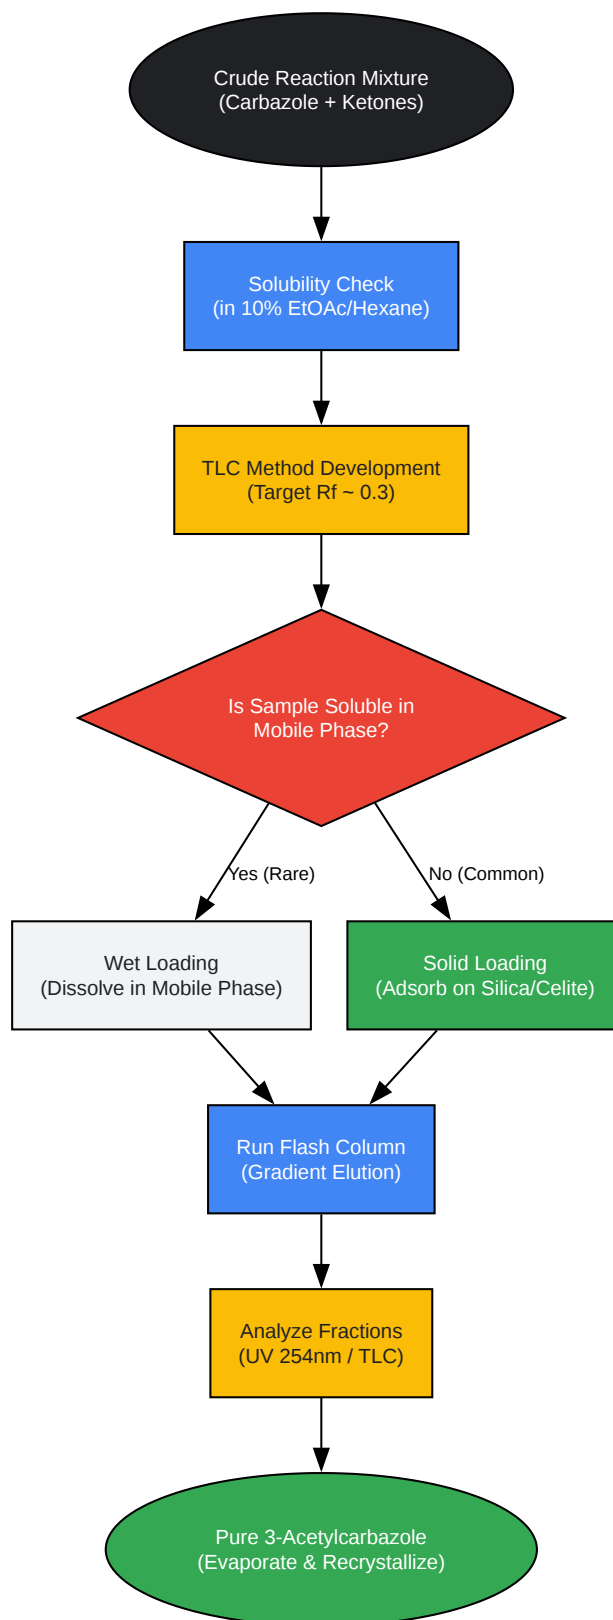 Crude Reaction Mixture
(Carbazole + Ketones)
Solubility Check
(in 10% EtOAc/Hexane)
TLC Method Development
(Target Rf ~ 0.3)
Is Sample Soluble in
Mobile Phase?
Yes (Rare)
No (Common)
Wet Loading
(Dissolve in Mobile Phase)
Solid Loading
(Adsorb on Silica/Celite)
Run Flash Column
(Gradient Elution)
Analyze Fractions
(UV 254nm / TLC)
Pure 3-Acetylcarbazole
(Evaporate & Recrystallize)